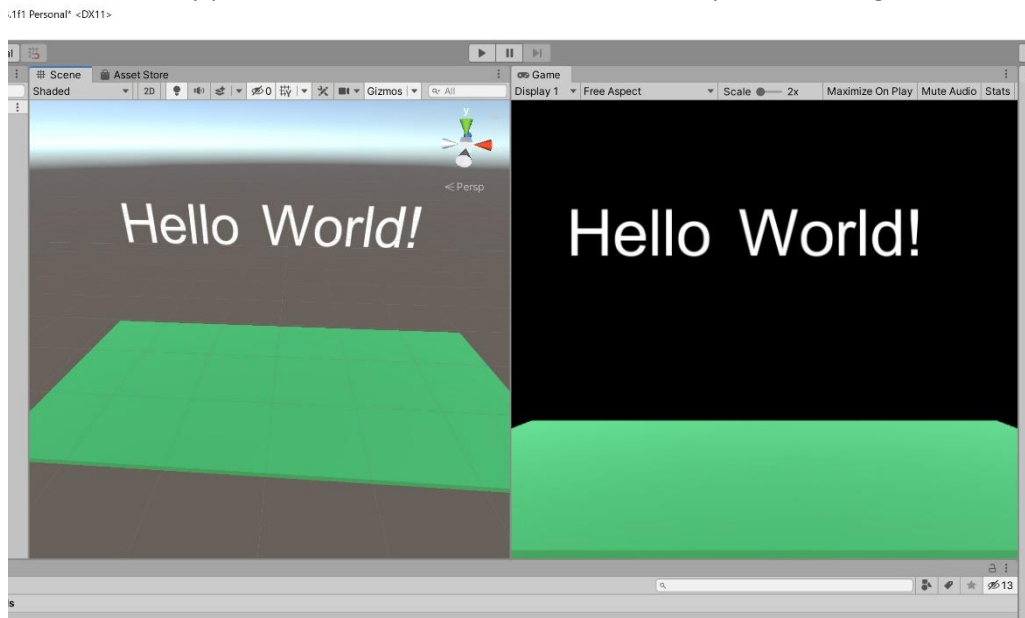 .1f1 Personal* <DX11>
Scene
Asset Store
Game
Shaded
2D
0
Gizmos
All
Display 1
Free Aspect
Scale
2x
Maximize On Play
Mute Audio
Stats
y
Persp
Hello World!
Hello World!
13
s